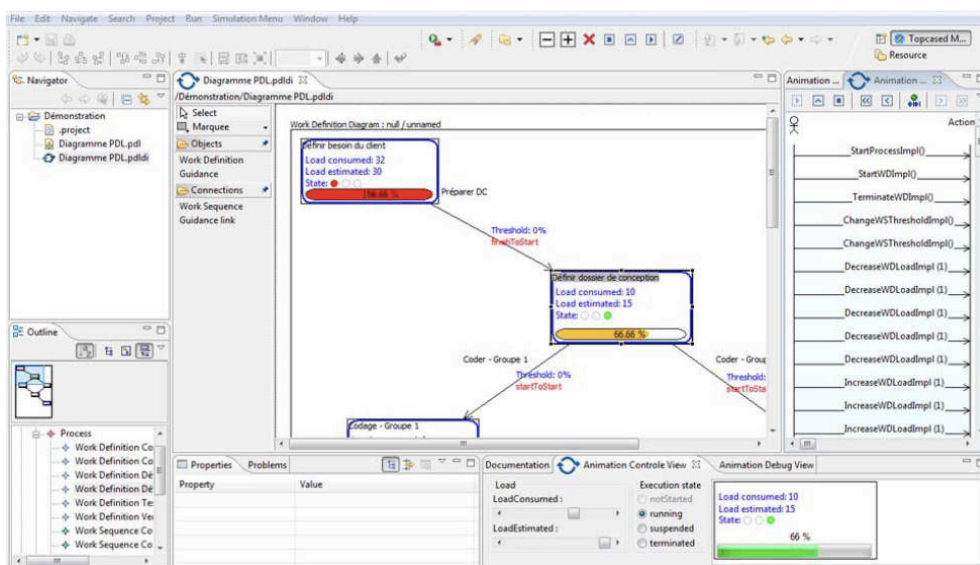 File Edit Navigate Search Project Run Simulation Menu Window Help
Topcased M...
Resource
Navigator
Démonstration
.project
Diagramme PDL.pdl
Diagramme PDL.pdldi
Diagramme PDL.pdldi
/Démonstration/Diagramme PDL.pdldi
Select
Marquee
Objects
Work Definition
Guidance
Connections
Work Sequence
Guidance link
Work Definition Diagram : null / unnamed
Définir besoin du client
Load consumed: 32
Load estimated: 30
State:
Préparer DC
Threshold: 0%
finishToStart
Définir dossier de conception
Load consumed: 10
Load estimated: 15
State:
66.66 %
Coder - Groupe 1
Threshold: 0%
startToStart
Coder - Group
Threshold:
startToSta
Codage - Groupe 1
Animation ...
Animation ...
Action
StartProcessImpl()
StartWDImpl()
TerminateWDImpl()
ChangeWSThresholdImpl()
ChangeWSThresholdImpl()
DecreaseWDLoadImpl (1)
DecreaseWDLoadImpl (1)
DecreaseWDLoadImpl (1)
DecreaseWDLoadImpl (1)
DecreaseWDLoadImpl (1)
IncreaseWDLoadImpl (1)
IncreaseWDLoadImpl (1)
IncreaseWDLoadImpl (1)
Outline
Process
Work Definition Co
Work Definition Co
Work Definition Dé
Work Definition Dé
Work Definition Te
Work Definition Ve
Work Sequence Co
Work Sequence Co
Properties Problems
Property Value
Documentation Animation Controle View Animation Debug View
Load
LoadConsumed :
LoadEstimated :
Execution state
notStarted
running
suspended
terminated
Load consumed: 10
Load estimated: 15
State:
66 %